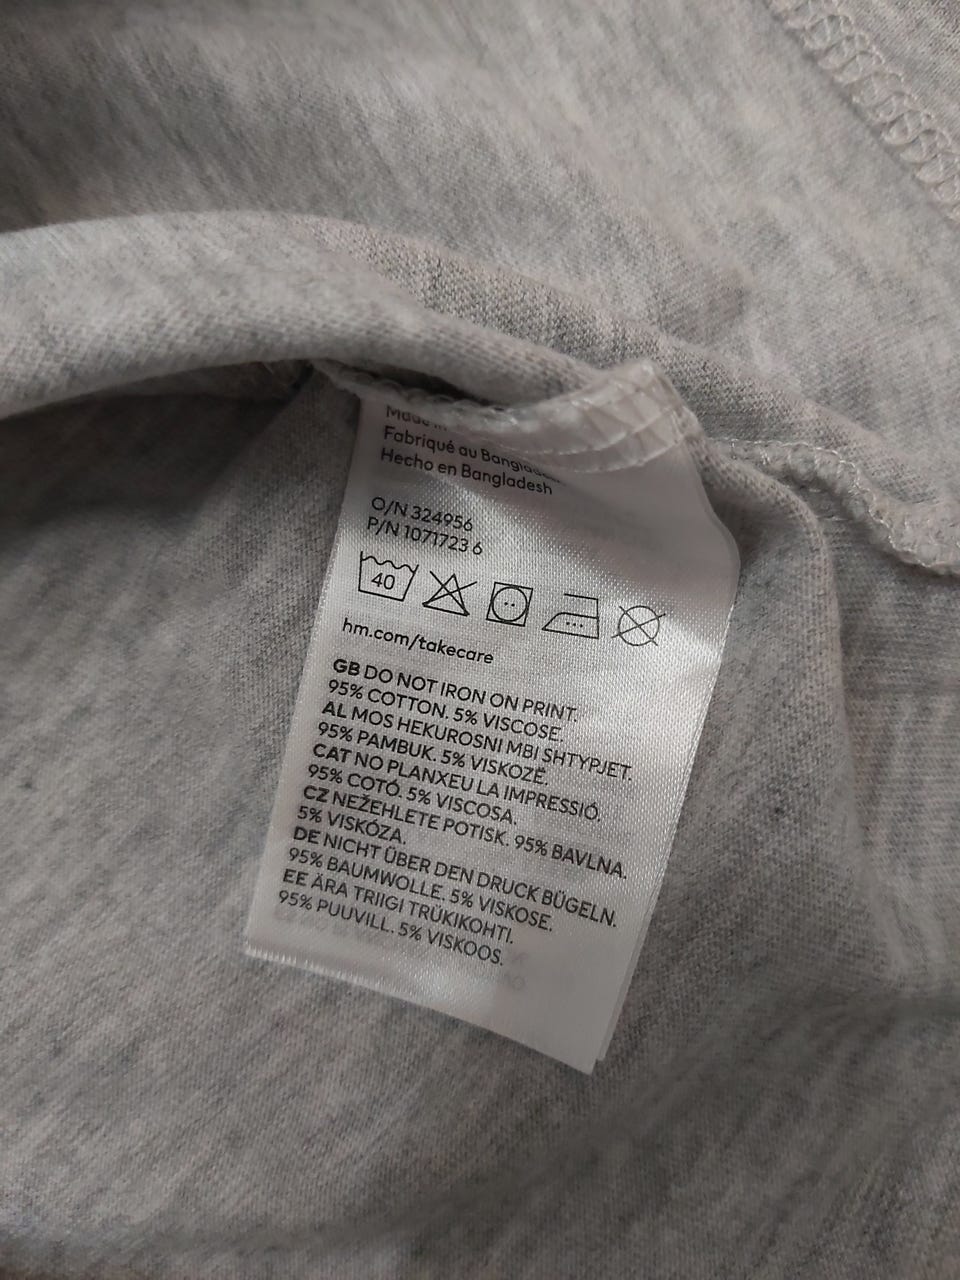 Made in
Fabriqué au Bangladesh
Hecho en Bangladesh
O/N 324956
P/N 1071723 6
40
hm.com/takecare
GB DO NOT IRON ON PRINT.
95% COTTON. 5% VISCOSE.
AL MOS HEKUROSNI MBI SHTYPJET.
95% PAMBUK. 5% VISKOZË.
CAT NO PLANXEU LA IMPRESSIÓ.
95% COTÓ. 5% VISCOSA.
CZ NEŽEHLETE POTISK. 95% BAVLNA.
5% VISKÓZA.
DE NICHT ÜBER DEN DRUCK BÜGELN.
95% BAUMWOLLE. 5% VISKOSE.
EE ÄRA TRIIGI TRÜKIKOHTI.
95% PUUVILL. 5% VISKOOS.